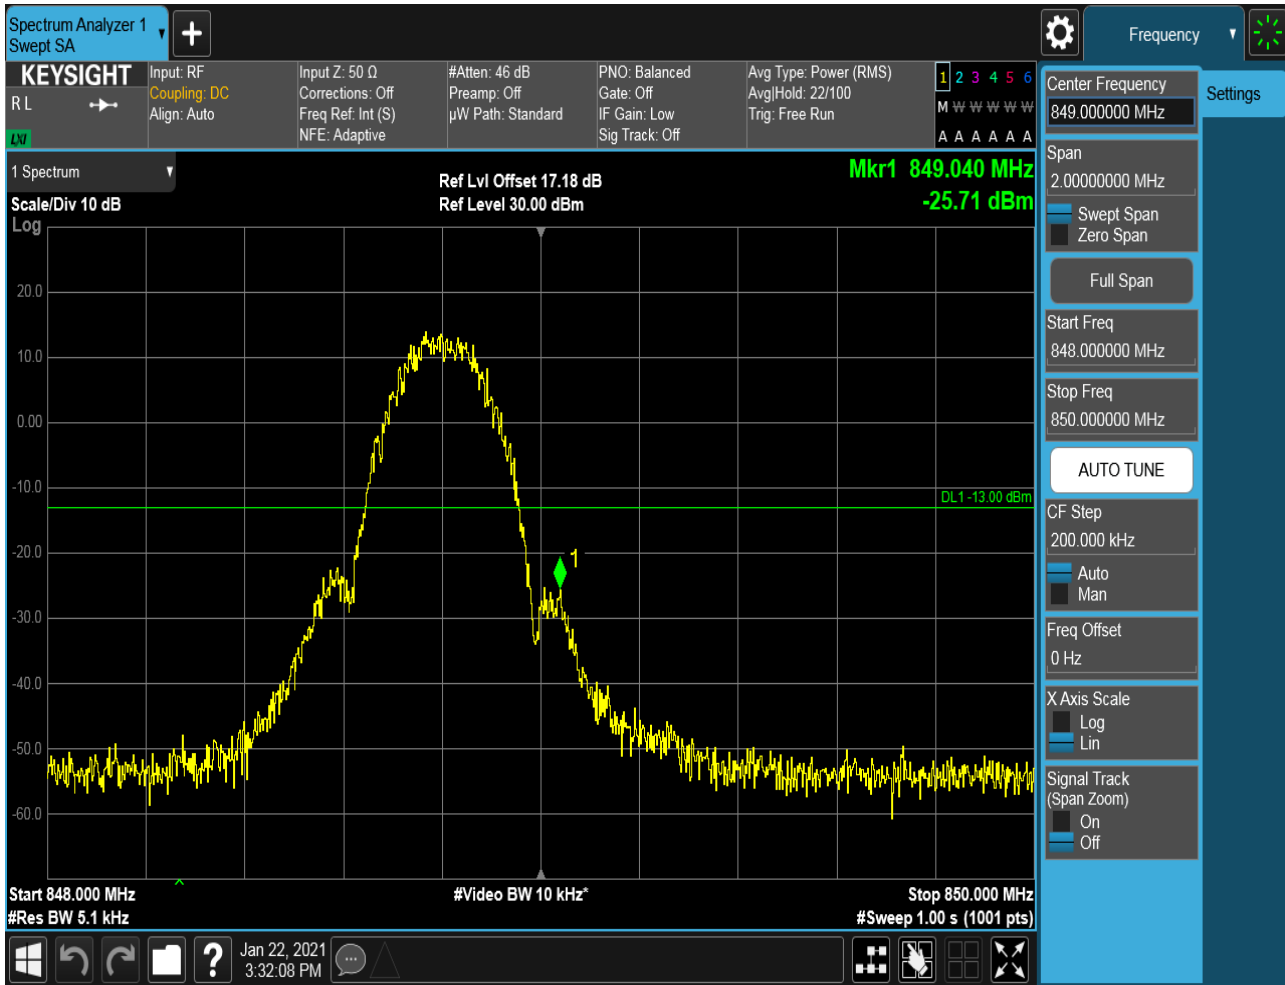 Spectrum Analyzer 1
Swept SA
Frequency
KEYSIGHT
R L
LXI
Input: RF
Coupling: DC
Align: Auto
Input Z: 50 Ω
Corrections: Off
Freq Ref: Int (S)
NFE: Adaptive
#Atten: 46 dB
Preamp: Off
µW Path: Standard
PNO: Balanced
Gate: Off
IF Gain: Low
Sig Track: Off
Avg Type: Power (RMS)
Avg|Hold: 22/100
Trig: Free Run
1 2 3 4 5 6
M W W W W W
A A A A A A
1 Spectrum
Scale/Div 10 dB
Log
Ref Lvl Offset 17.18 dB
Ref Level 30.00 dBm
Mkr1 849.040 MHz
-25.71 dBm
20.0
10.0
0.00
-10.0
-20.0
-30.0
-40.0
-50.0
-60.0
DL1 -13.00 dBm
1
Start 848.000 MHz
#Res BW 5.1 kHz
#Video BW 10 kHz*
Stop 850.000 MHz
#Sweep 1.00 s (1001 pts)
Center Frequency
849.000000 MHz
Settings
Span
2.00000000 MHz
Swept Span
Zero Span
Full Span
Start Freq
848.000000 MHz
Stop Freq
850.000000 MHz
AUTO TUNE
CF Step
200.000 kHz
Auto
Man
Freq Offset
0 Hz
X Axis Scale
Log
Lin
Signal Track
(Span Zoom)
On
Off
?
Jan 22, 2021
3:32:08 PM